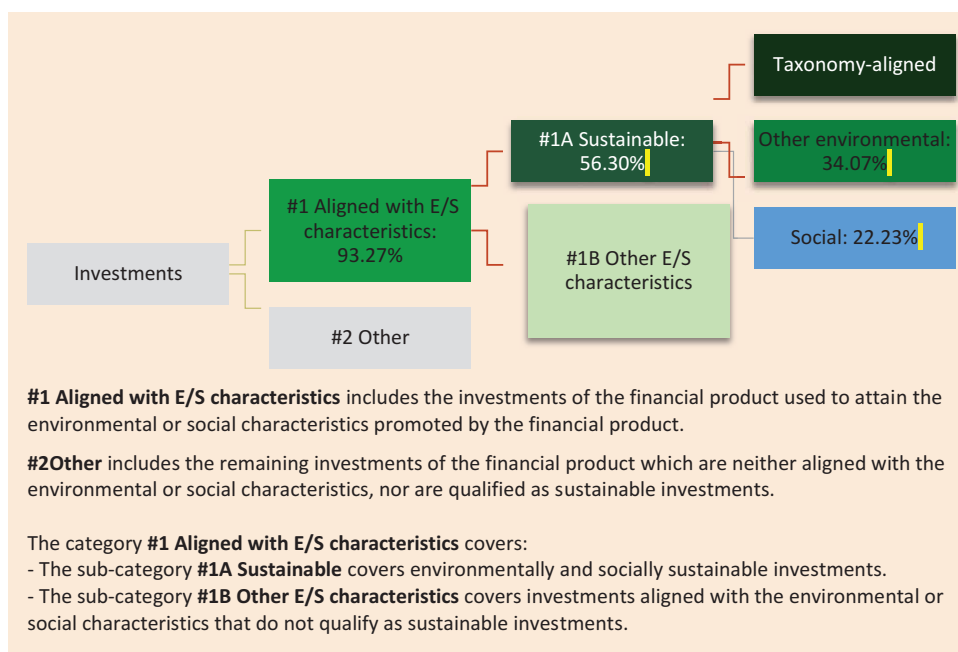 Taxonomy-aligned
#1A Sustainable:
56.30%
Other environmental:
34.07%
#1 Aligned with E/S
characteristics:
93.27%
Social: 22.23%
#1B Other E/S
characteristics
Investments
#2 Other
#1 Aligned with E/S characteristics includes the investments of the financial product used to attain the
environmental or social characteristics promoted by the financial product.
#2Other includes the remaining investments of the financial product which are neither aligned with the
environmental or social characteristics, nor are qualified as sustainable investments.
The category #1 Aligned with E/S characteristics covers:
- The sub-category #1A Sustainable covers environmentally and socially sustainable investments.
- The sub-category #1B Other E/S characteristics covers investments aligned with the environmental or
social characteristics that do not qualify as sustainable investments.